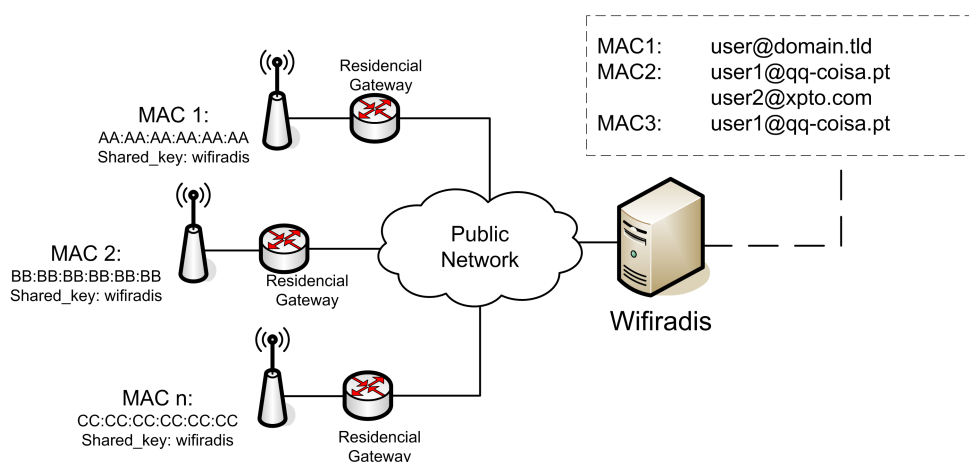 MAC1: user@domain.tld
MAC2: user1@qq-coisa.pt
user2@xpto.com
MAC3: user1@qq-coisa.pt
Residencial
Gateway
MAC 1:
AA:AA:AA:AA:AA:AA
Shared_key: wifiradis
MAC 2:
BB:BB:BB:BB:BB:BB
Shared_key: wifiradis
Residencial
Gateway
Public
Network
Wifiradis
MAC n:
CC:CC:CC:CC:CC:CC
Shared_key: wifiradis
Residencial
Gateway